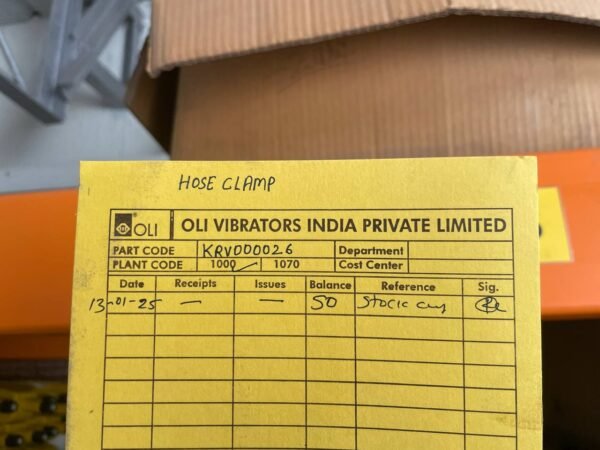 HOSE CLAMP
OLI OLI VIBRATORS INDIA PRIVATE LIMITED
PART CODE KRV000026 Department
PLANT CODE 1000 / 1070 Cost Center
Date Receipts Issues Balance Reference Sig.
13-01-25 — — 50 Stock